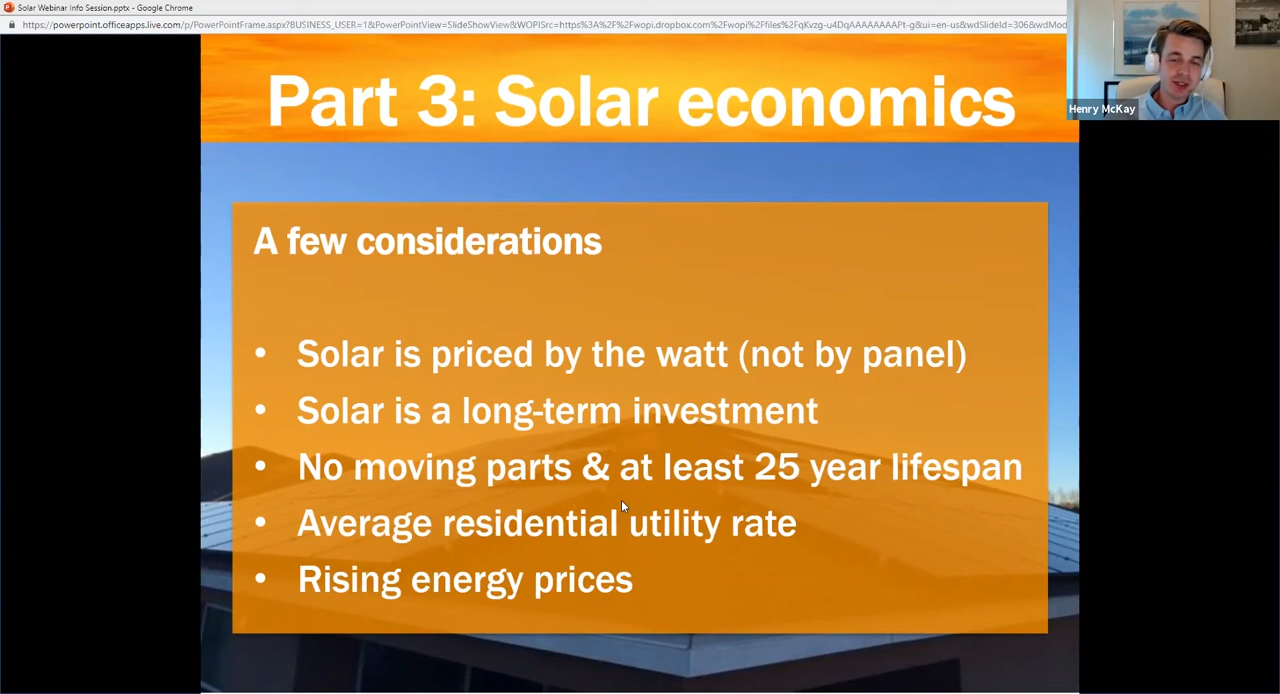 Solar Webinar Info Session.pptx - Google Chrome
https://powerpoint.officeapps.live.com/p/PowerPointFrame.aspx?BUSINESS_USER=1&PowerPointView=SlideShowView&WOPISrc=https%3A%2F%2Fwopi.dropbox.com%2Fwopi%2Ffiles%2FqKvzg-u4DqAAAAAAAAPt-g&ui=en-us&wdSlideId=306&wdMod
Henry McKay
Part 3: Solar economics
A few considerations
• Solar is priced by the watt (not by panel)
• Solar is a long-term investment
• No moving parts & at least 25 year lifespan
• Average residential utility rate
• Rising energy prices